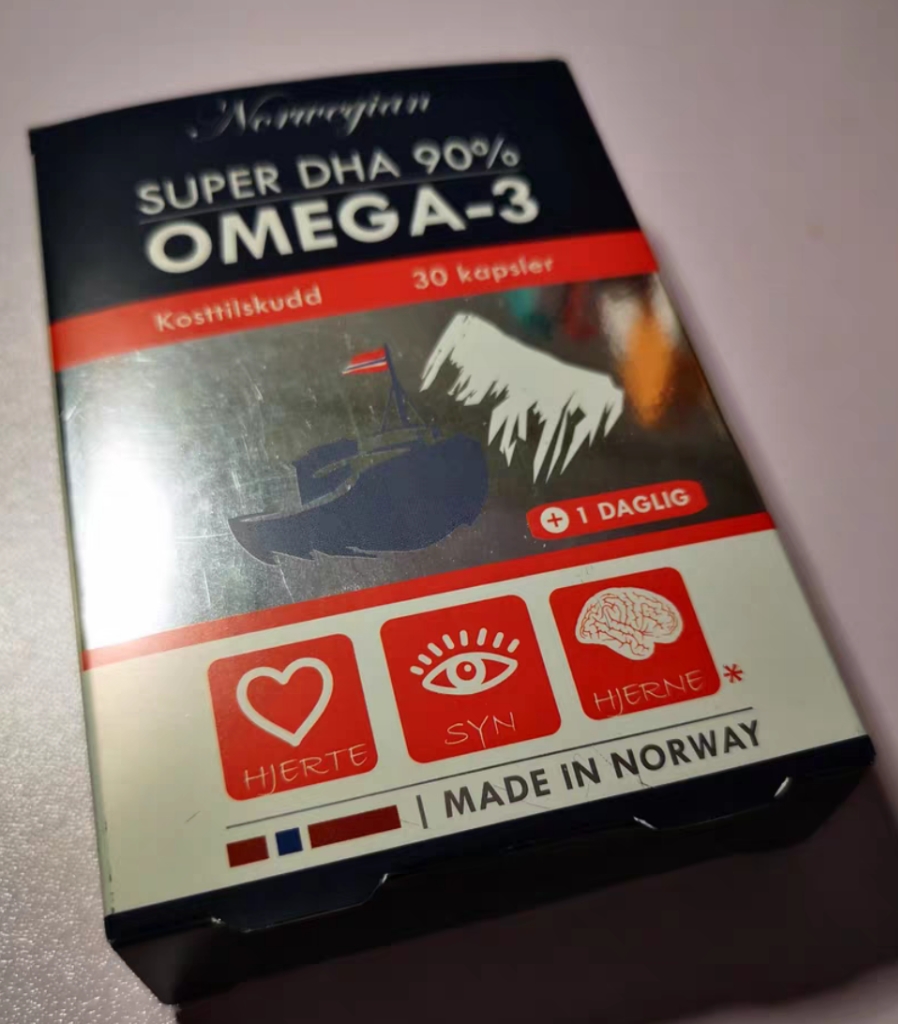 Norwegian
SUPER DHA 90%
OMEGA-3
Kosttilskudd 30 kapsler
+ 1 DAGLIG
HJERTE SYN HJERNE *
| MADE IN NORWAY